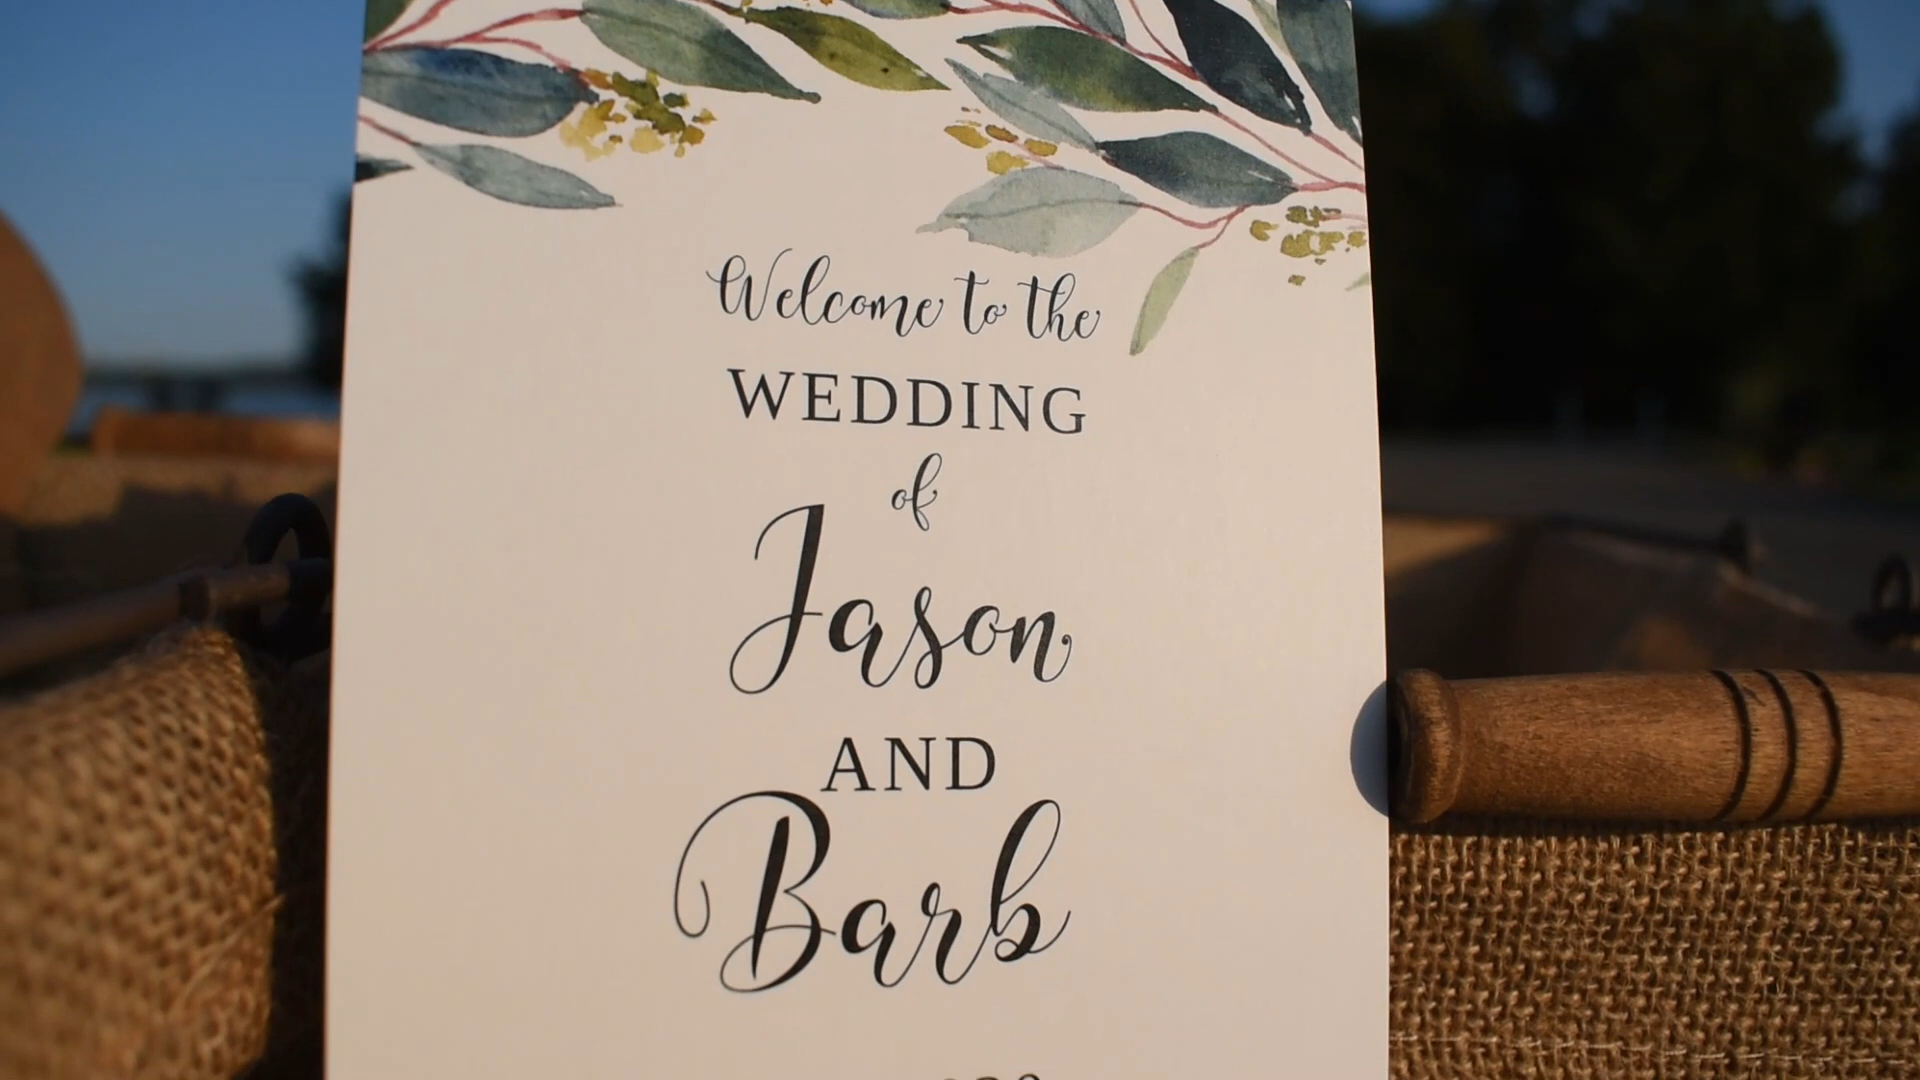 Welcome to the
WEDDING
of
Jason
AND
Barb